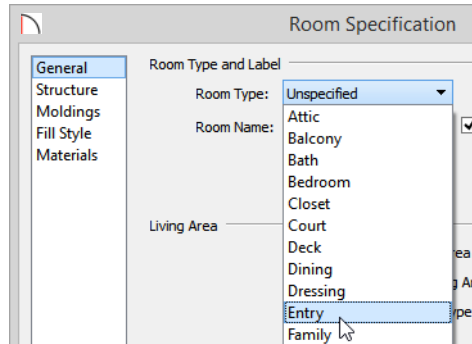 Room Specification
General
Structure
Moldings
Fill Style
Materials
Room Type and Label
Room Type: Unspecified
Room Name:
Attic
Balcony
Bath
Bedroom
Closet
Court
Deck
Dining
Dressing
Entry
Family
Living Area